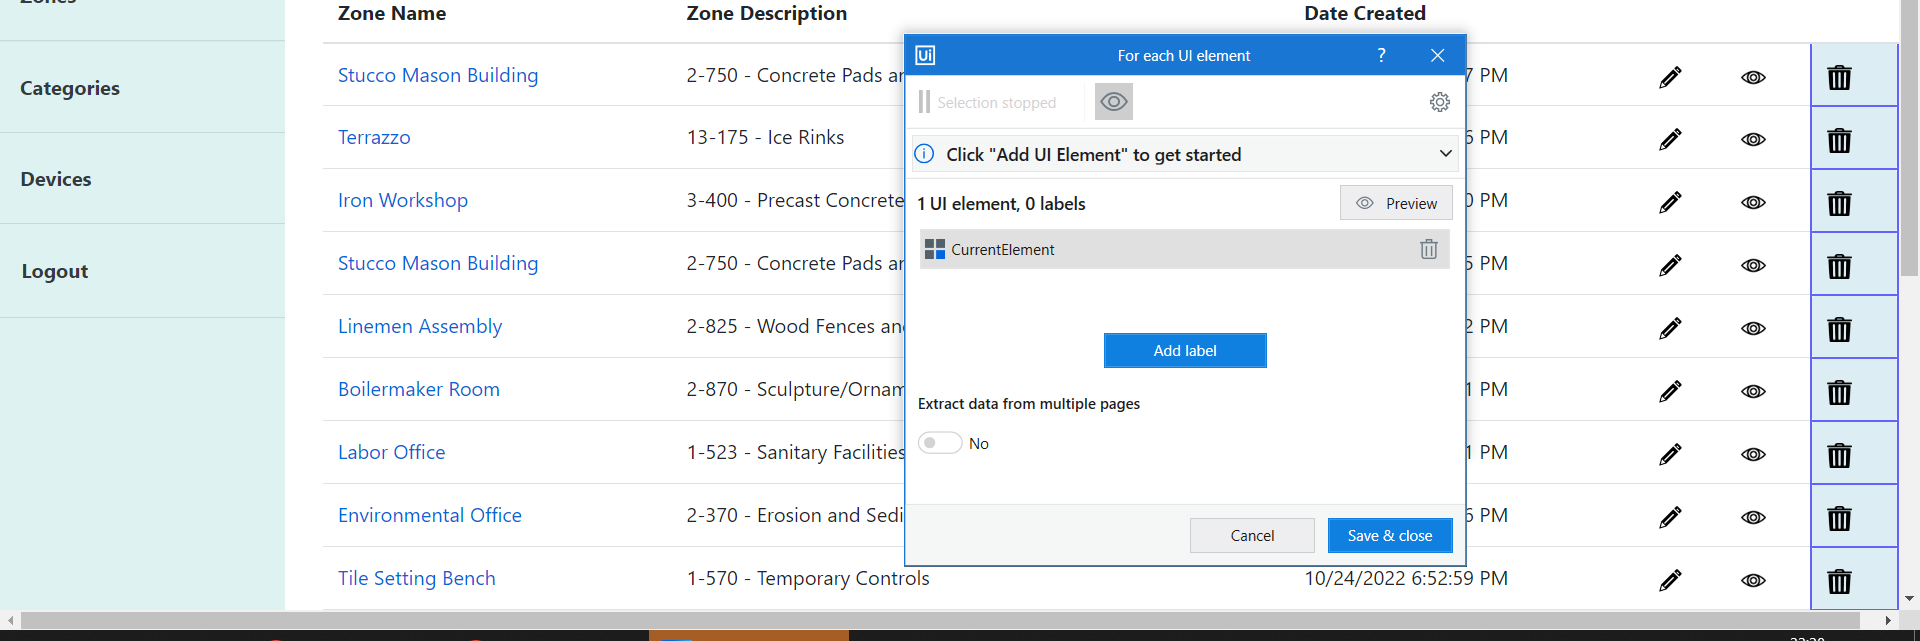 Zone Name Zone Description Date Created
Categories
Devices
Logout
Stucco Mason Building 2-750 - Concrete Pads 7 PM
Terrazzo 13-175 - Ice Rinks 6 PM
Iron Workshop 3-400 - Precast Concrete 0 PM
Stucco Mason Building 2-750 - Concrete Pads 5 PM
Linemen Assembly 2-825 - Wood Fences 2 PM
Boilermaker Room 2-870 - Sculpture/Ornam 1 PM
Labor Office 1-523 - Sanitary Facilities 1 PM
Environmental Office 2-370 - Erosion and Sedi 6 PM
Tile Setting Bench 1-570 - Temporary Controls 10/24/2022 6:52:59 PM
Ui For each UI element ?
Selection stopped
Click "Add UI Element" to get started
1 UI element, 0 labels Preview
CurrentElement
Add label
Extract data from multiple pages
No
Cancel Save & close